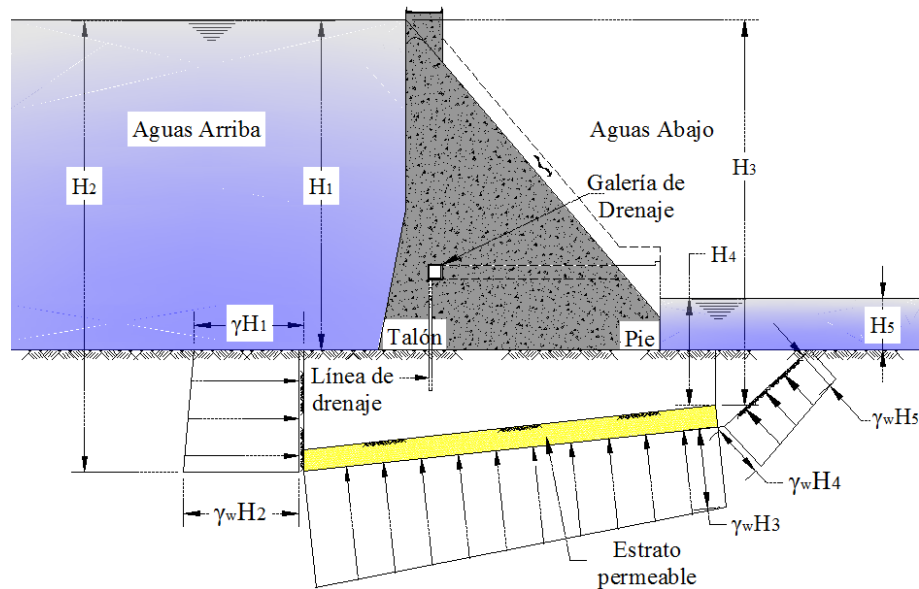 Aguas Arriba
Aguas Abajo
H2
H1
H3
Galería de
Drenaje
H4
H5
γH1
Talón
Pie
Línea de
drenaje
γwH5
γwH4
γwH2
γwH3
Estrato
permeable